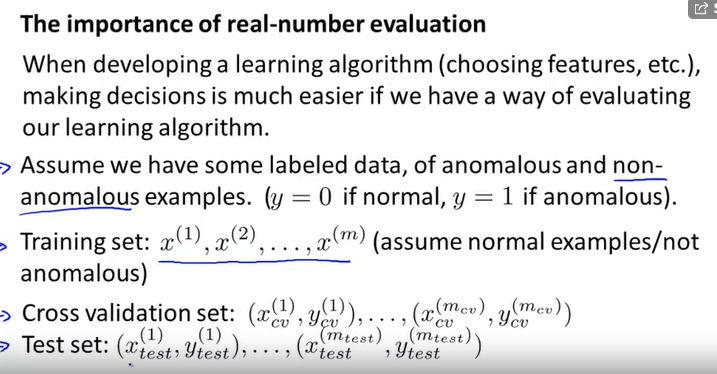 The importance of real-number evaluation
When developing a learning algorithm (choosing features, etc.),
making decisions is much easier if we have a way of evaluating
our learning algorithm.
Assume we have some labeled data, of anomalous and non-
anomalous examples. (y = 0 if normal, y = 1 if anomalous).
Training set: x^{(1)}, x^{(2)}, . . . , x^{(m)} (assume normal examples/not
anomalous)
Cross validation set: (x_{cv}^{(1)}, y_{cv}^{(1)}), . . . , (x_{cv}^{(m_{cv})}, y_{cv}^{(m_{cv})})
Test set: (x_{test}^{(1)}, y_{test}^{(1)}), . . . , (x_{test}^{(m_{test})}, y_{test}^{(m_{test})})